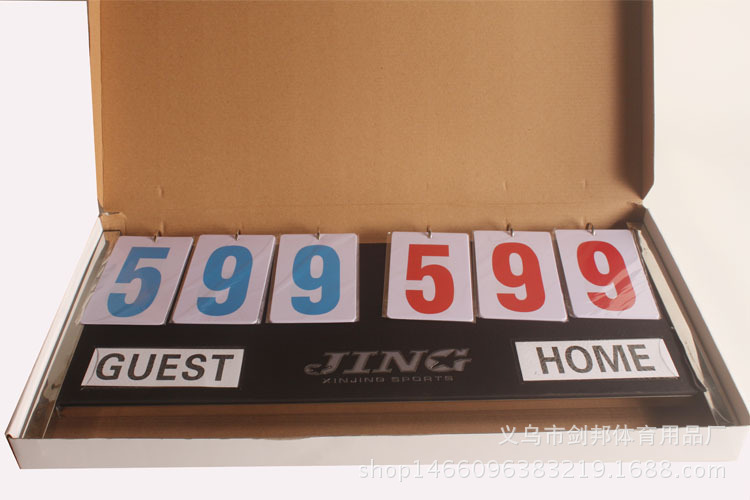 599 599
GUEST
JING
XINJING SPORTS
HOME
义乌市剑邦体育用品厂
shop1466096383219.1688.com